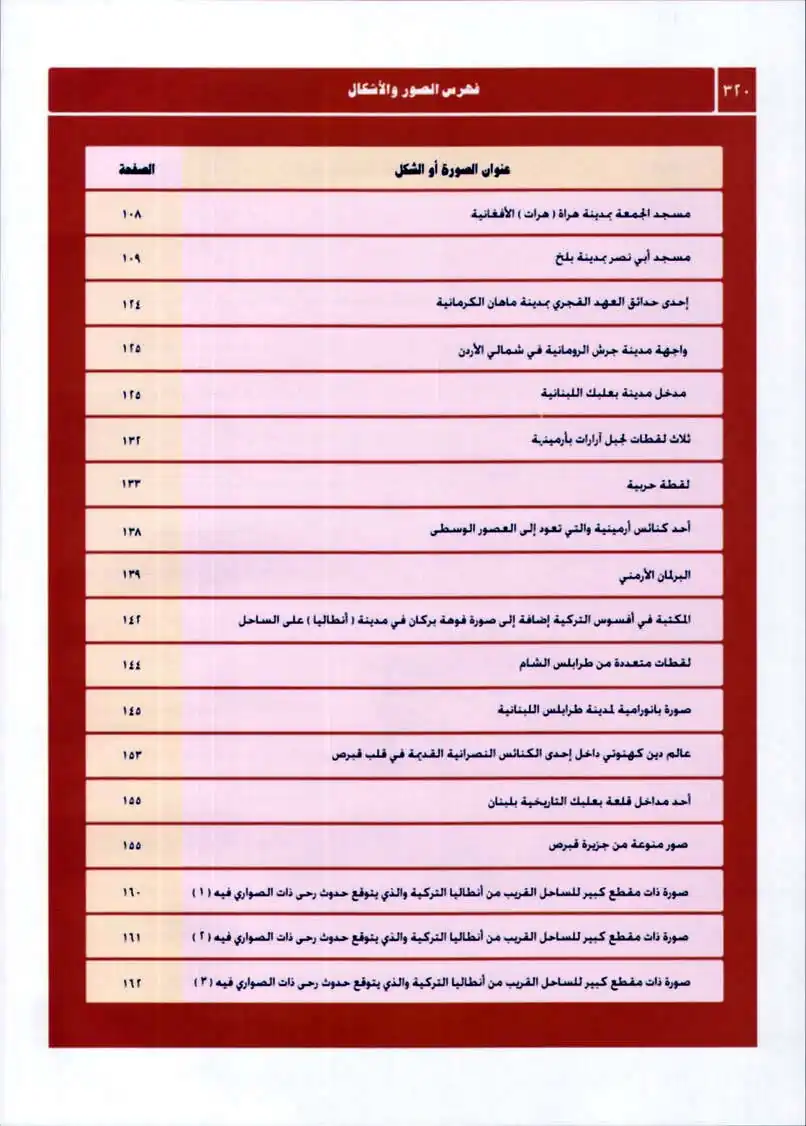 ٣٢٠
فهرس الصور والأشكال
عنوان الصورة أو الشكل الصفحة
مسجد الجمعة بمدينة هراة ( هرات ) الأفغانية ١٠٨
مسجد أبي نصر بمدينة بلخ ١٠٩
إحدى حدائق العهد القجري بمدينة ماهان الكرمانية ١٢٤
واجهة مدينة جرش الرومانية في شمالي الأردن ١٢٥
مدخل مدينة بعلبك اللبنانية ١٢٥
ثلاث لقطات لجبل آرارات بأرمينية ١٣٢
لقطة حربية ١٣٣
أحد كنائس أرمينية والتي تعود إلى العصور الوسطى ١٣٨
البرلمان الأرمني ١٣٩
المكتبة في أفسوس التركية إضافة إلى صورة فوهة بركان في مدينة ( أنطاليا ) على الساحل ١٤٢
لقطات متعددة من طرابلس الشام ١٤٤
صورة بانورامية لمدينة طرابلس اللبنانية ١٤٥
عالم دين كهنوتي داخل إحدى الكنائس النصرانية القديمة في قلب قبرص ١٥٣
أحد مداخل قلعة بعلبك التاريخية بلبنان ١٥٥
صور منوعة من جزيرة قبرص ١٥٥
صورة ذات مقطع كبير للساحل القريب من أنطاليا التركية والذي يتوقع حدوث رحى ذات الصواري فيه ( ١ ) ١٦٠
صورة ذات مقطع كبير للساحل القريب من أنطاليا التركية والذي يتوقع حدوث رحى ذات الصواري فيه ( ٢ ) ١٦١
صورة ذات مقطع كبير للساحل القريب من أنطاليا التركية والذي يتوقع حدوث رحى ذات الصواري فيه ( ٣ ) ١٦٢